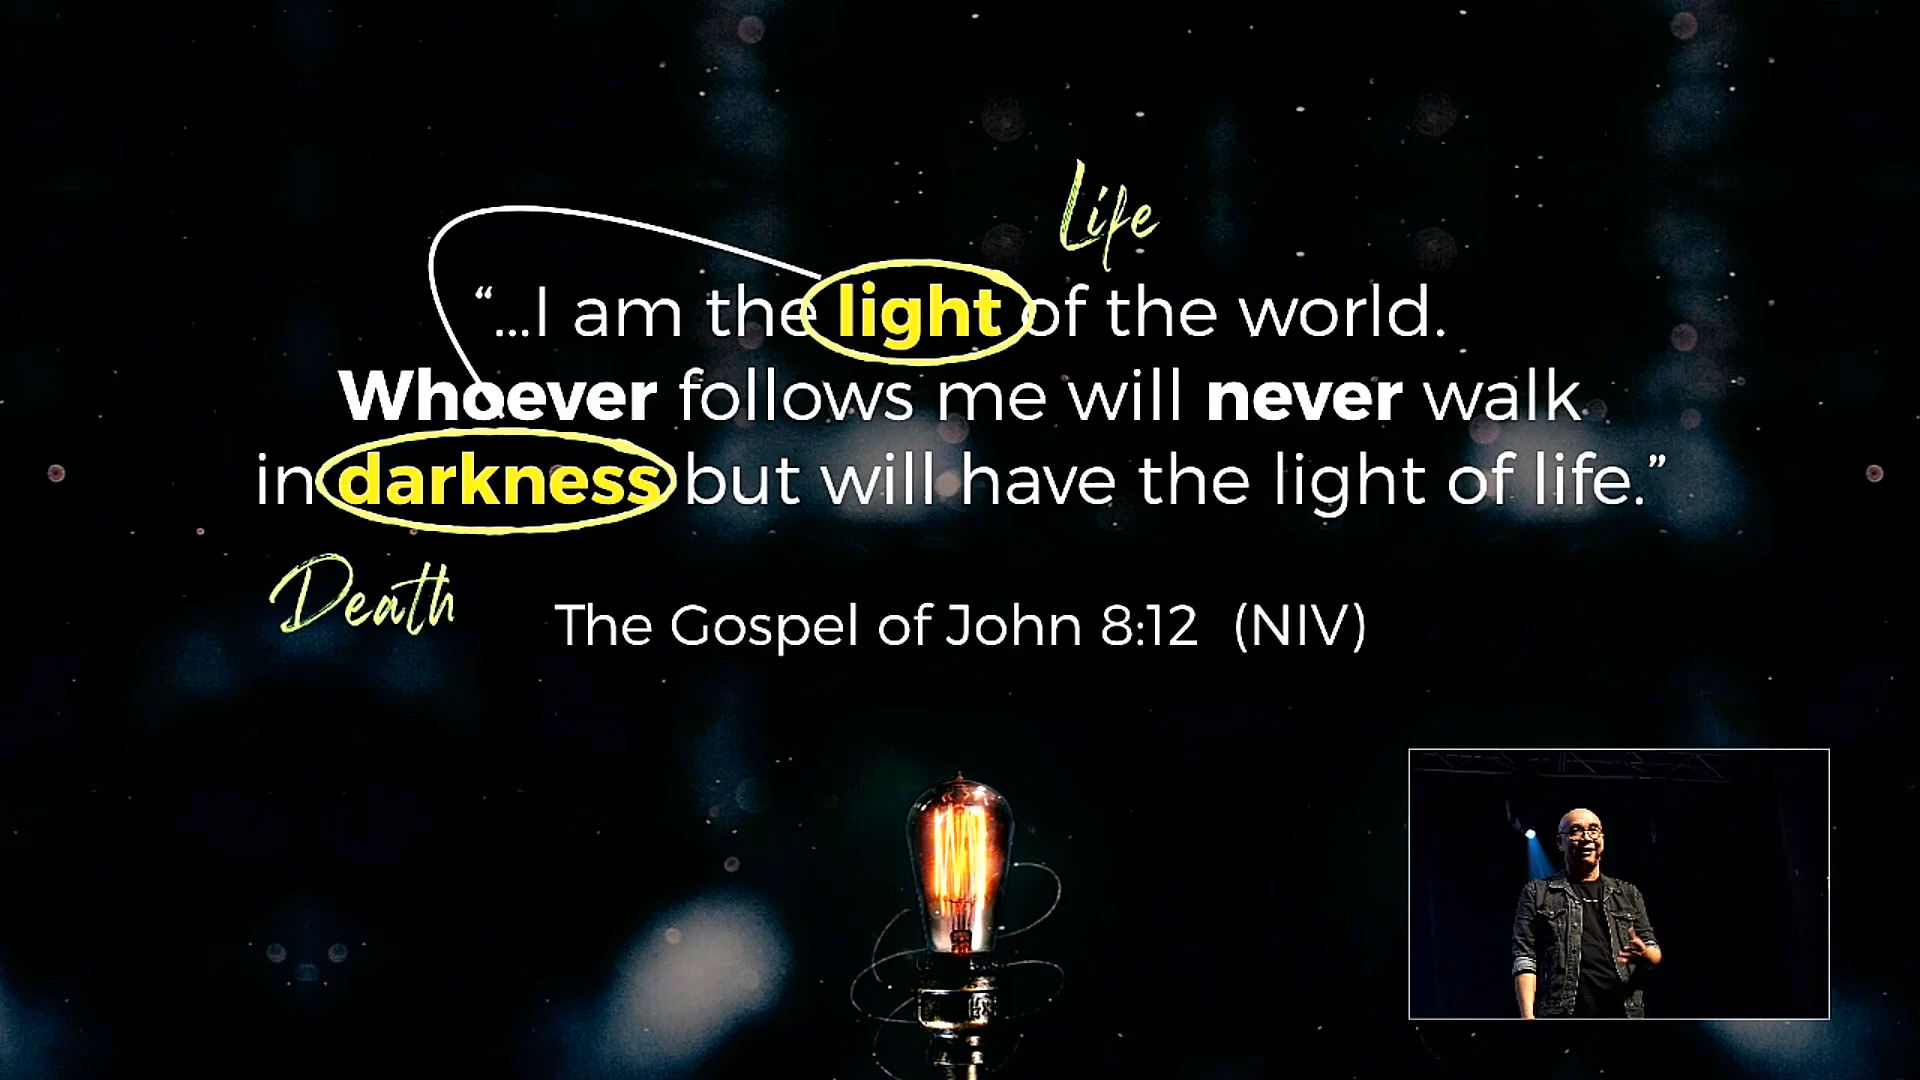 Life
“...I am the light of the world.
Whoever follows me will never walk
in darkness but will have the light of life.”
Death
The Gospel of John 8:12 (NIV)